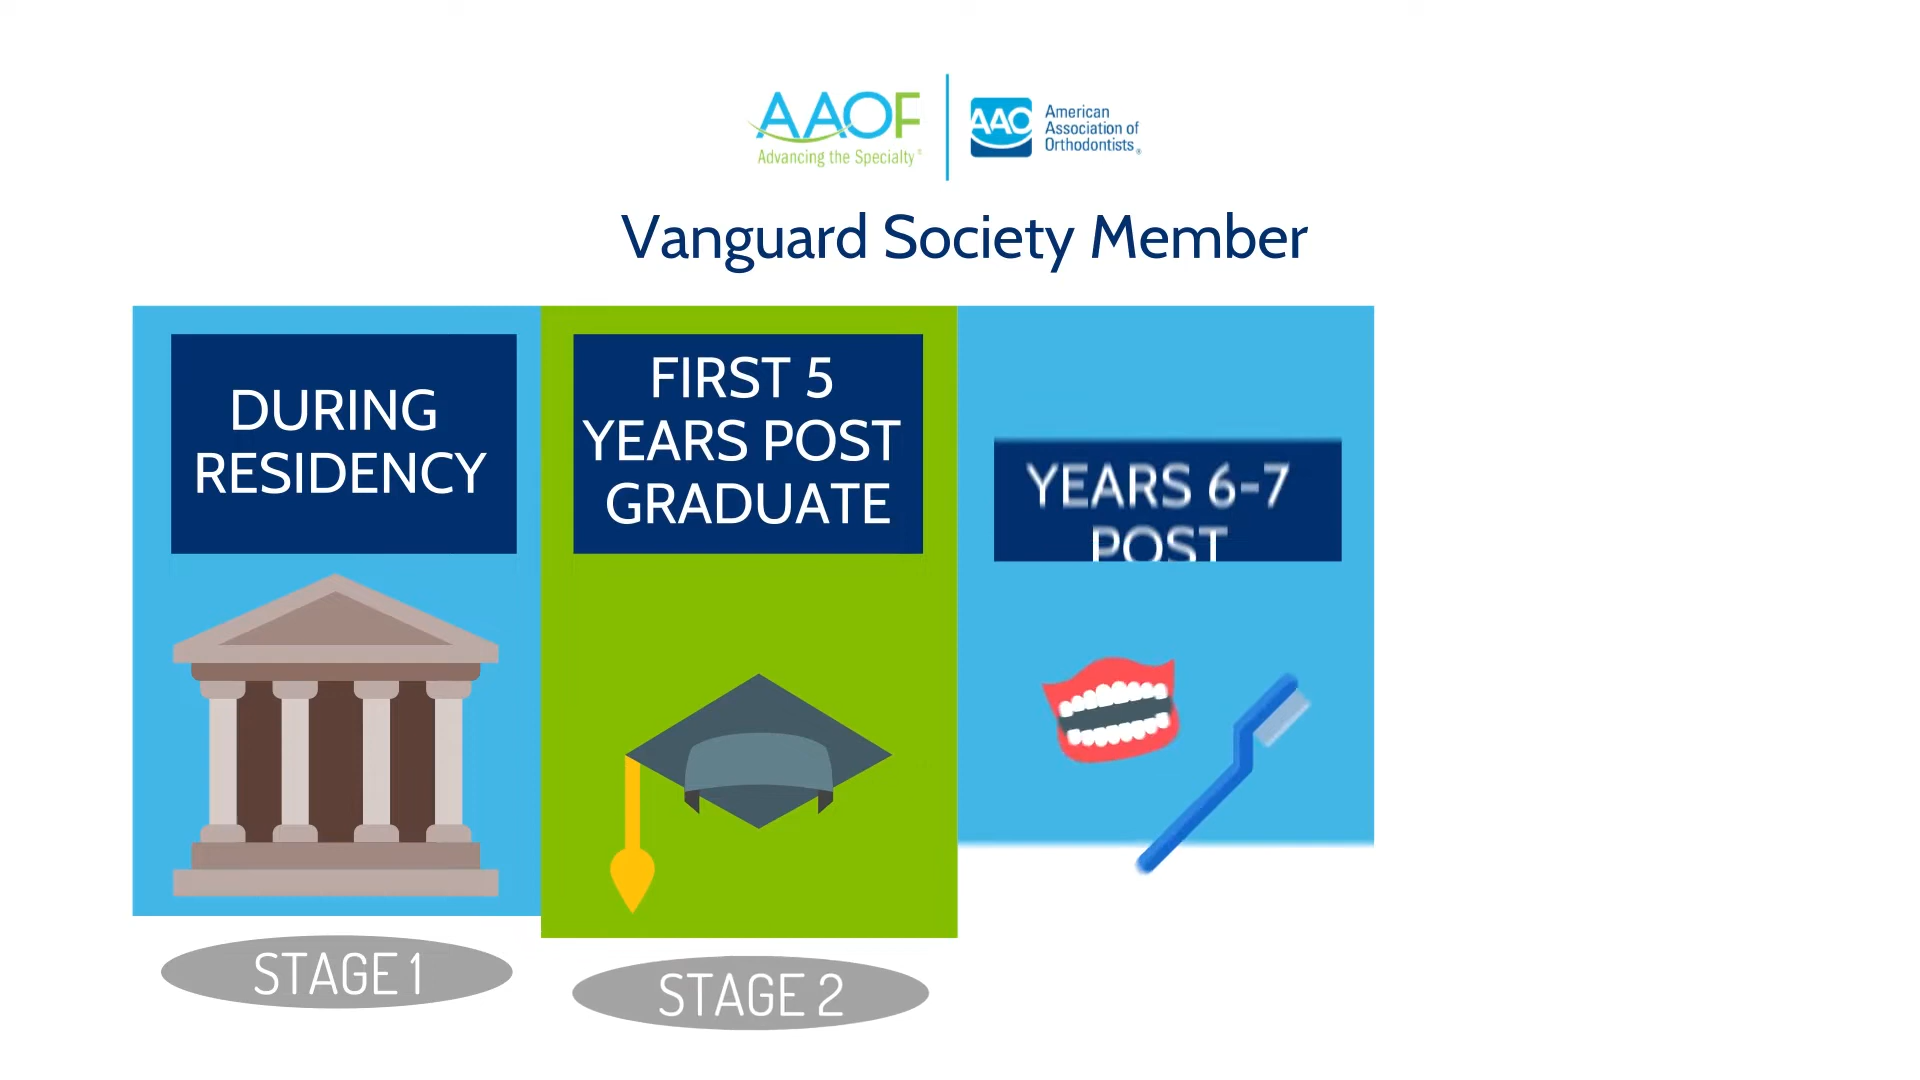 AAOF
Advancing the Specialty®
AAO
American
Association of
Orthodontists®
Vanguard Society Member
DURING
RESIDENCY
FIRST 5
YEARS POST
GRADUATE
YEARS 6-7
POST
STAGE 1
STAGE 2